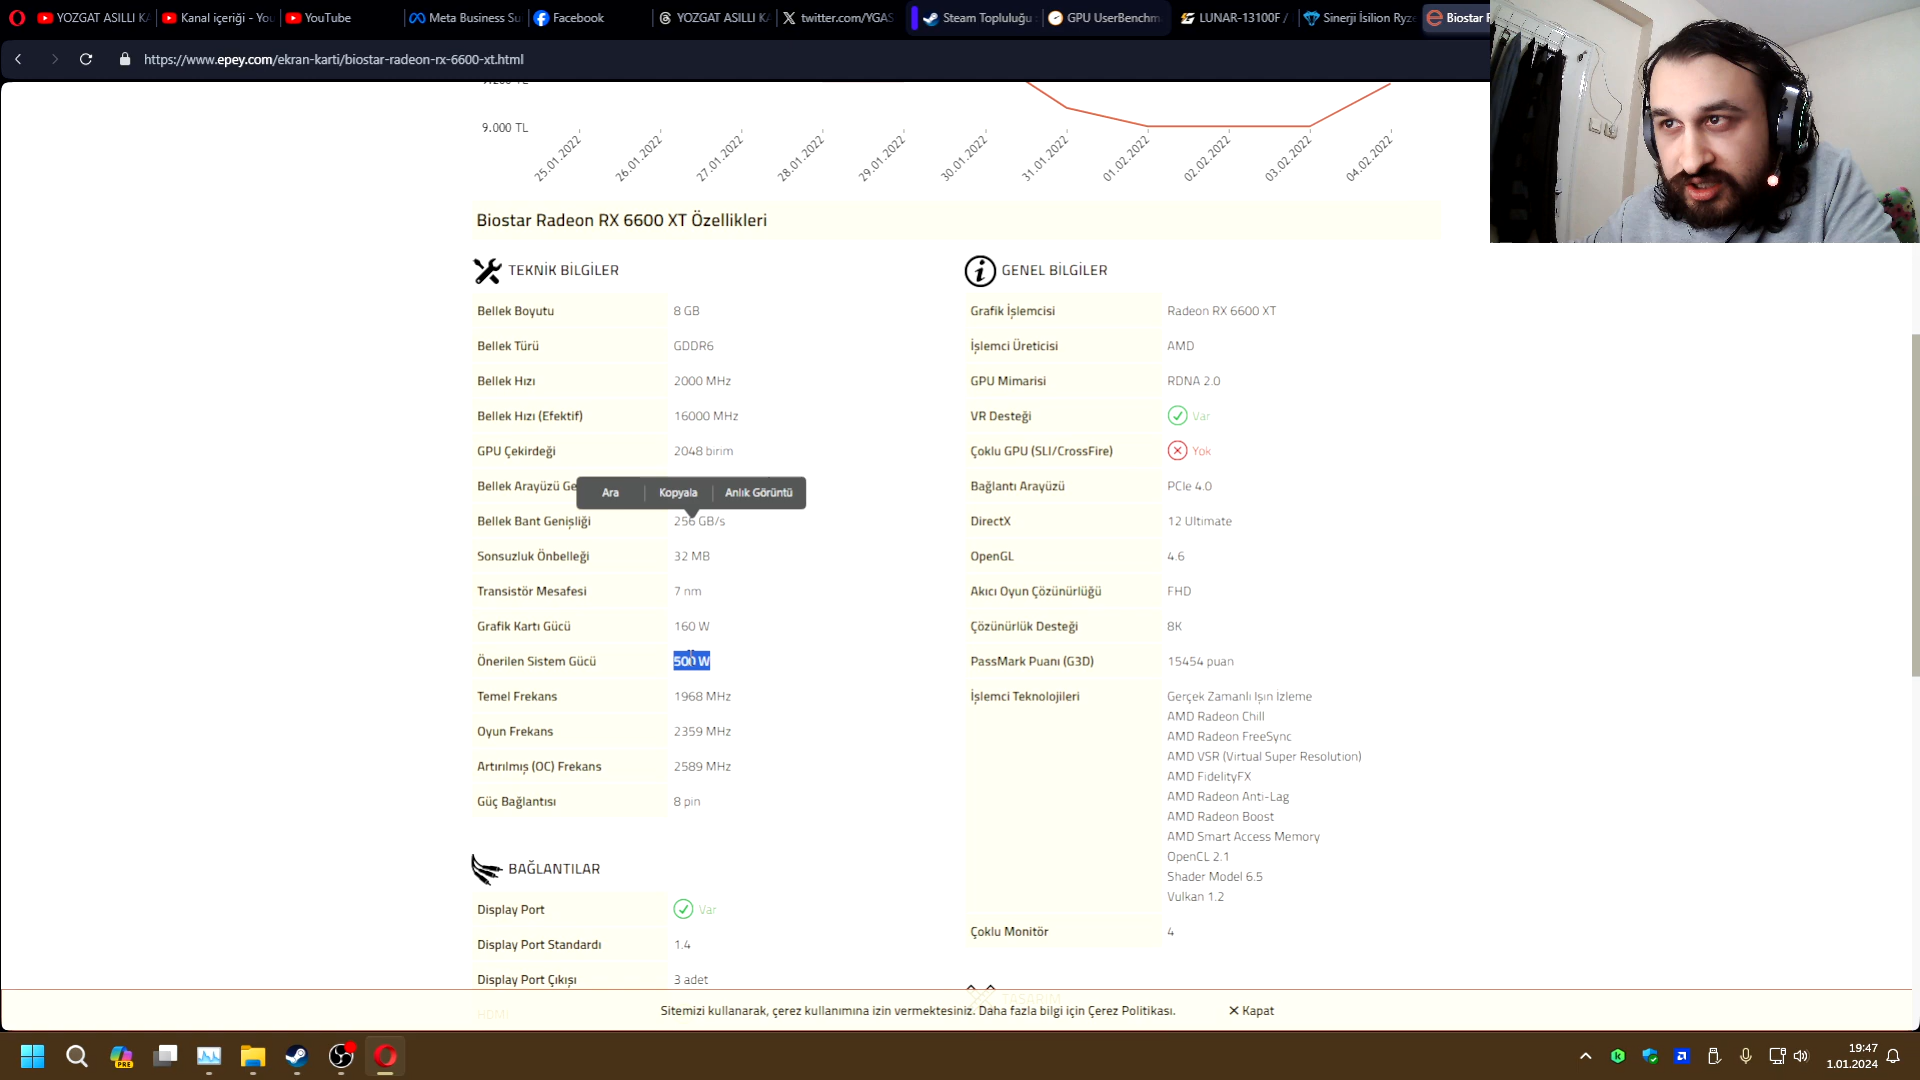 YOZGAT ASILLI KA
Kanal içeriği - You
YouTube
Meta Business Su
Facebook
YOZGAT ASILLI KA
twitter.com/YGAS
Steam Topluluğu
GPU UserBenchm
LUNAR-13100F /
Sinerji İsilion Ryze
Biostar R
https://www.epey.com/ekran-karti/biostar-radeon-rx-6600-xt.html
9.000 TL
25.01.2022
26.01.2022
27.01.2022
28.01.2022
29.01.2022
30.01.2022
31.01.2022
01.02.2022
02.02.2022
03.02.2022
04.02.2022
Biostar Radeon RX 6600 XT Özellikleri
TEKNİK BİLGİLER
Bellek Boyutu 8 GB
Bellek Türü GDDR6
Bellek Hızı 2000 MHz
Bellek Hızı (Efektif) 16000 MHz
GPU Çekirdeği 2048 birim
Bellek Arayüzü Ge
Ara Kopyala Anlık Görüntü
Bellek Bant Genişliği 256 GB/s
Sonsuzluk Önbelleği 32 MB
Transistör Mesafesi 7 nm
Grafik Kartı Gücü 160 W
Önerilen Sistem Gücü 500 W
Temel Frekans 1968 MHz
Oyun Frekans 2359 MHz
Artırılmış (OC) Frekans 2589 MHz
Güç Bağlantısı 8 pin
BAĞLANTILAR
Display Port Var
Display Port Standardı 1.4
Display Port Çıkışı 3 adet
HDMI
GENEL BİLGİLER
Grafik İşlemcisi Radeon RX 6600 XT
İşlemci Üreticisi AMD
GPU Mimarisi RDNA 2.0
VR Desteği Var
Çoklu GPU (SLI/CrossFire) Yok
Bağlantı Arayüzü PCIe 4.0
DirectX 12 Ultimate
OpenGL 4.6
Akıcı Oyun Çözünürlüğü FHD
Çözünürlük Desteği 8K
PassMark Puanı (G3D) 15454 puan
İşlemci Teknolojileri Gerçek Zamanlı Işın İzleme
AMD Radeon Chill
AMD Radeon FreeSync
AMD VSR (Virtual Super Resolution)
AMD FidelityFX
AMD Radeon Anti-Lag
AMD Radeon Boost
AMD Smart Access Memory
OpenCL 2.1
Shader Model 6.5
Vulkan 1.2
Çoklu Monitör 4
TASARIM
Sitemizi kullanarak, çerez kullanımına izin vermektesiniz. Daha fazla bilgi için Çerez Politikası.
Kapat
PRE
19:47
1.01.2024